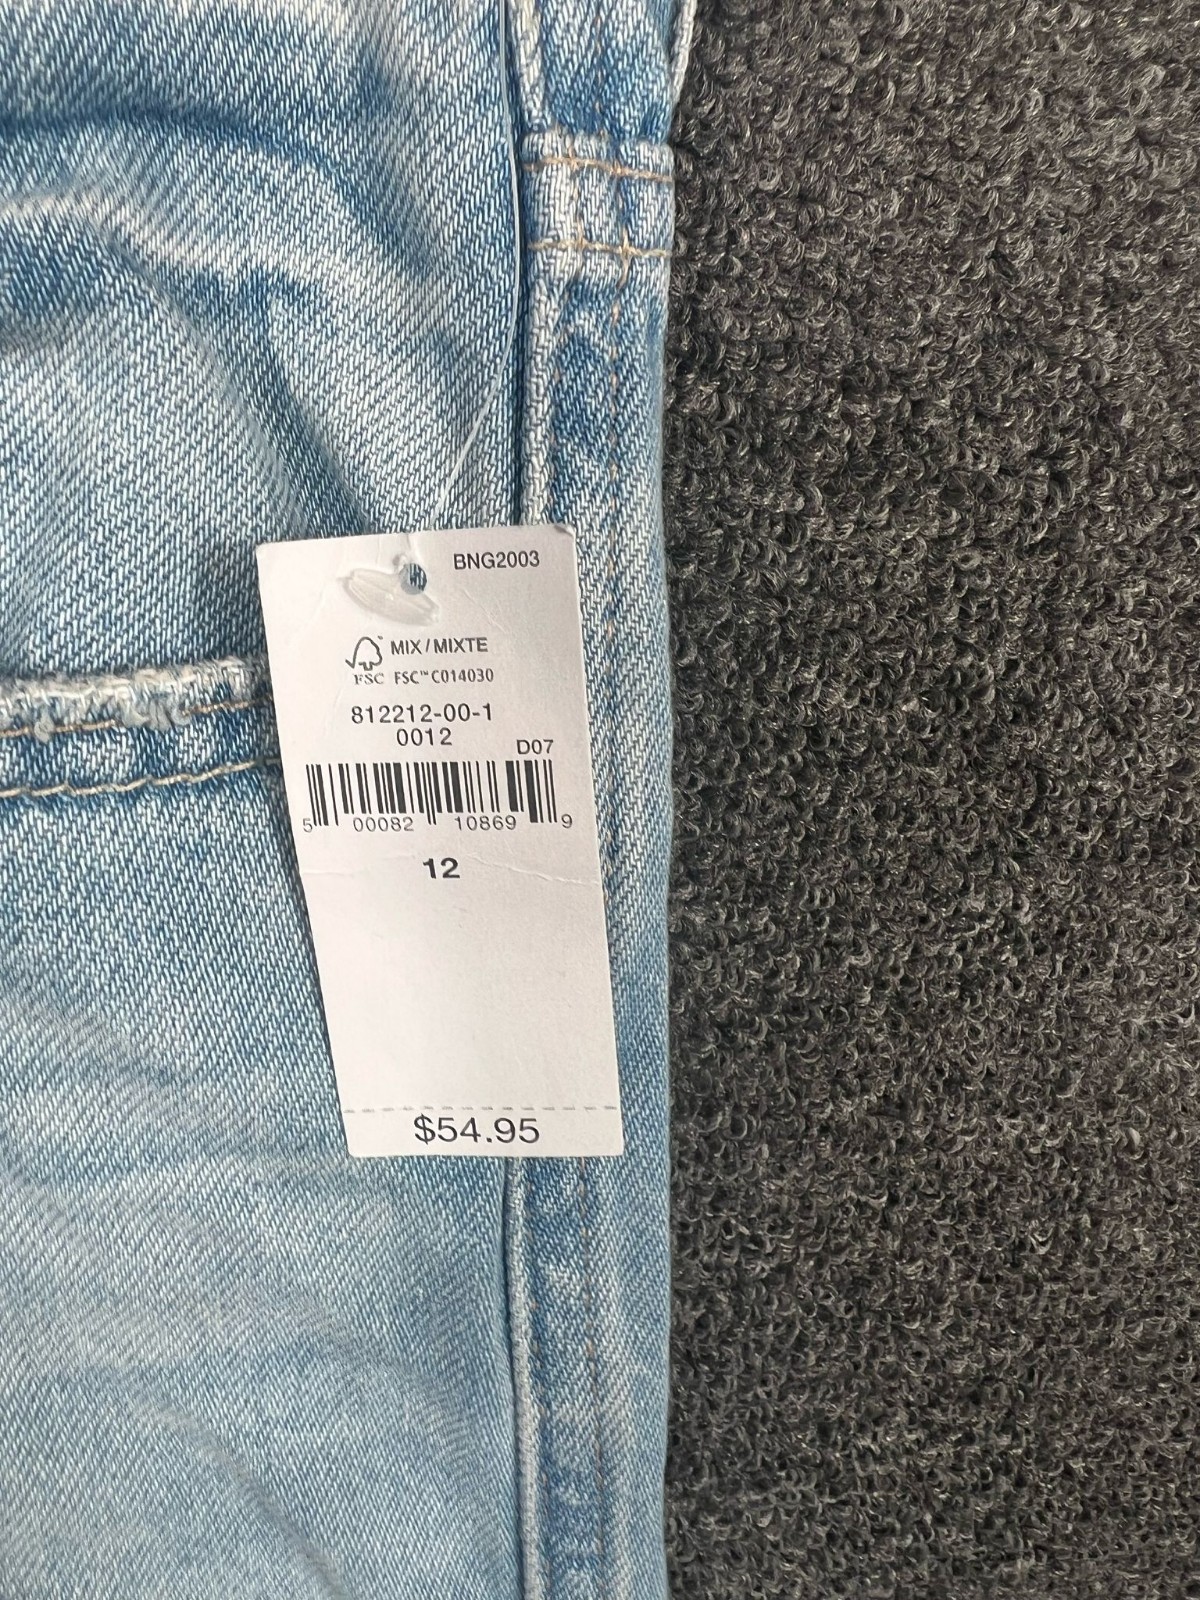 BNG2003
MIX / MIXTE
FSC FSC™ C014030
812212-00-1
0012
D07
5 00082 10869 9
12
$54.95